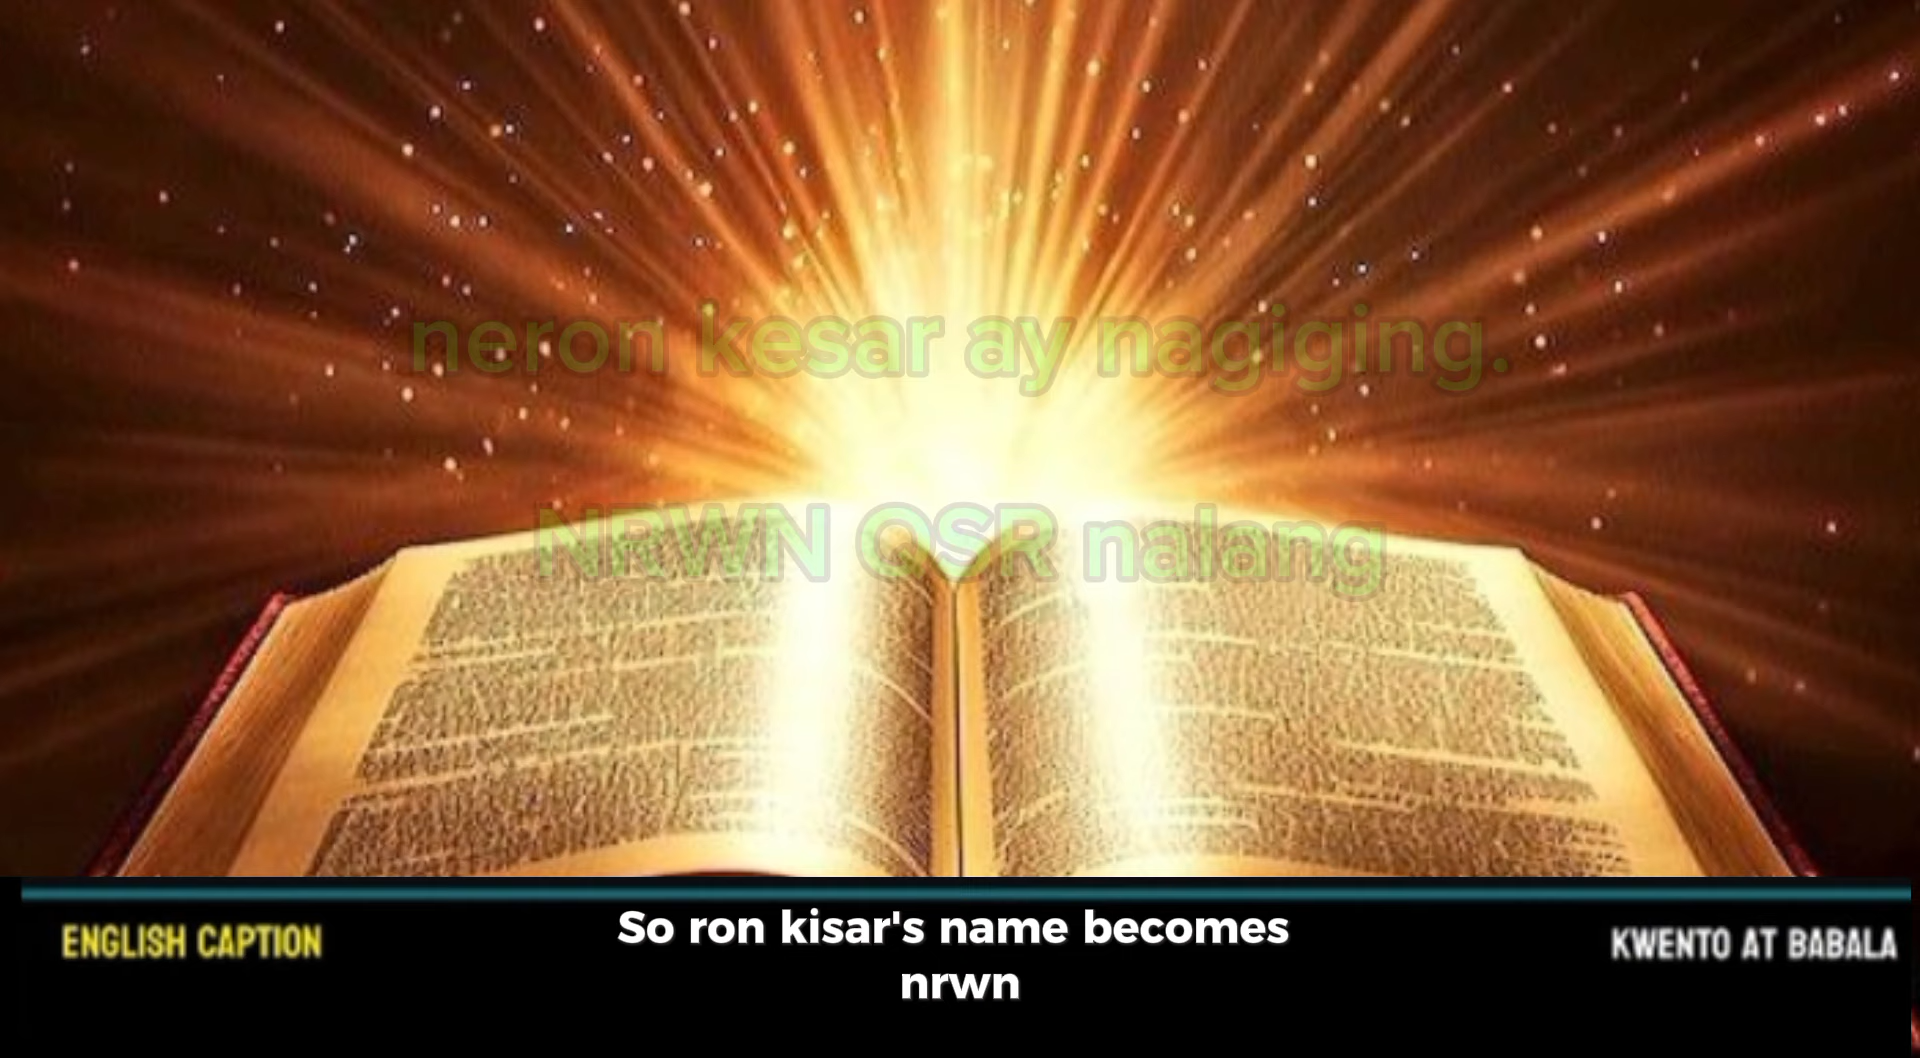 neron kesar ay nagiging.
NRWN QSR nalang
ENGLISH CAPTION
So ron kisar's name becomes
nrwn
KWENTO AT BABALA